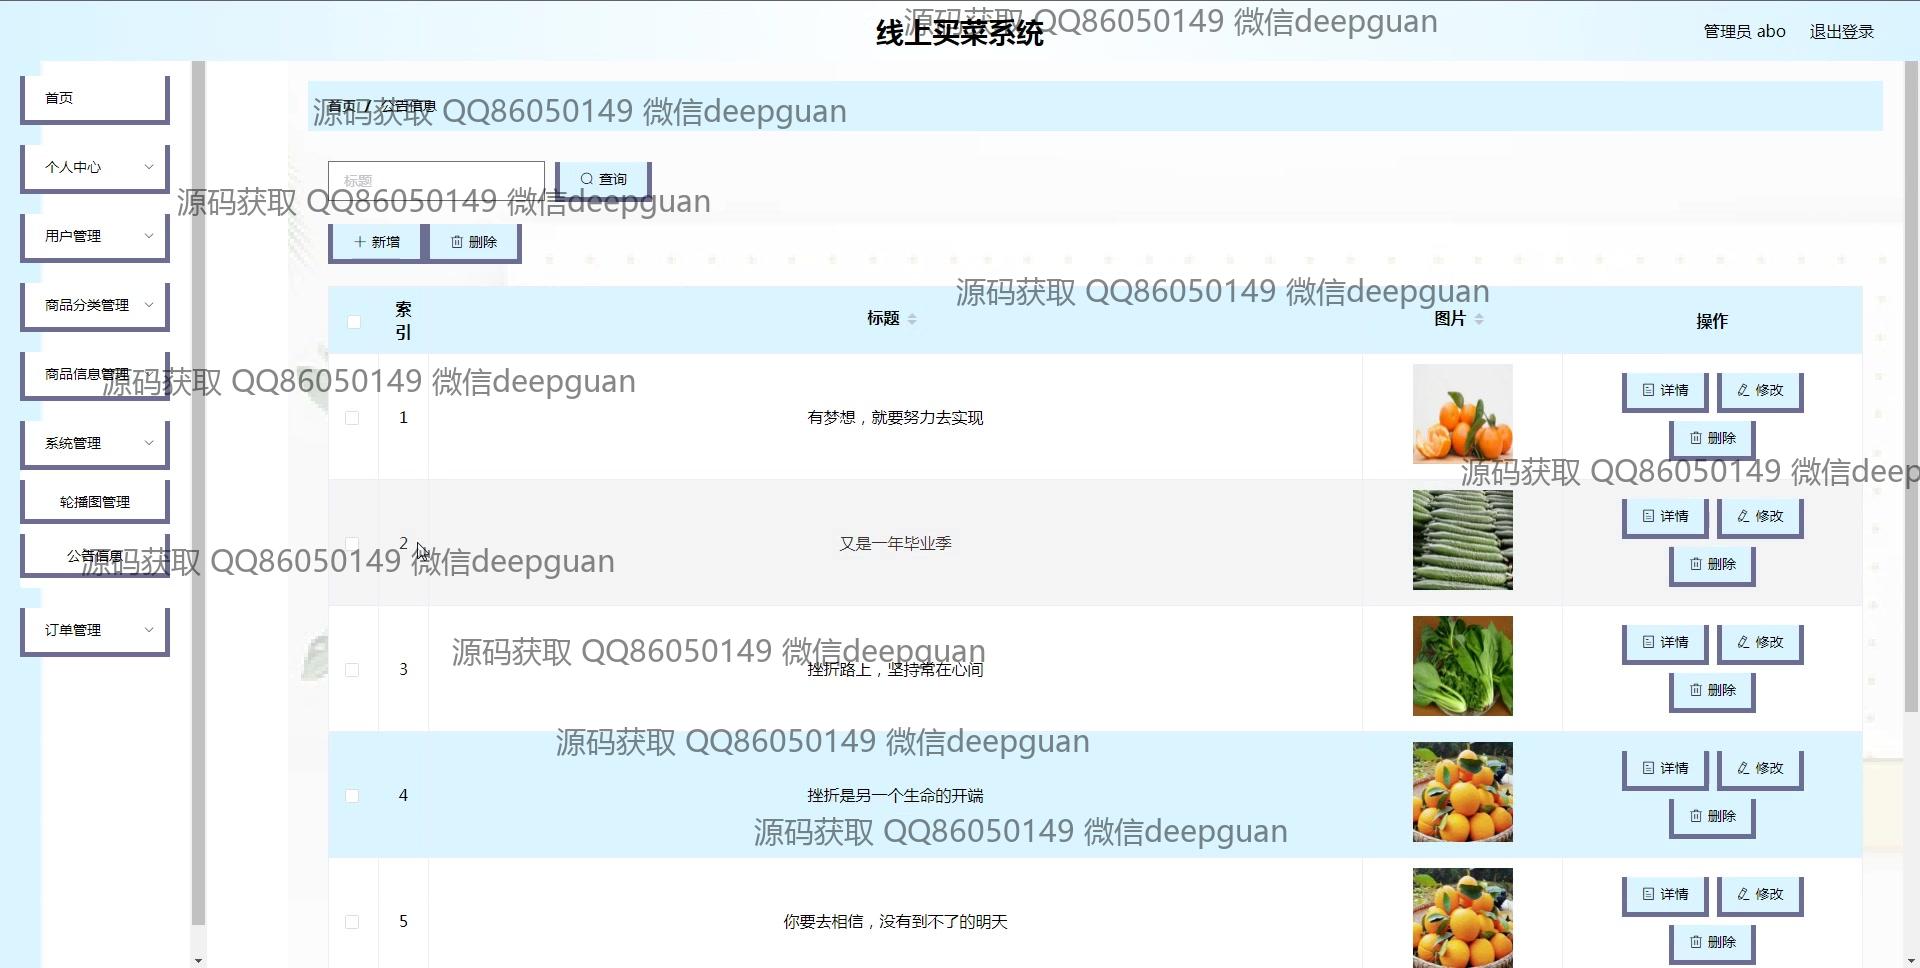 线上买菜系统
源码获取 QQ86050149 微信deepguan
管理员 abo
退出登录
首页
个人中心
用户管理
商品分类管理
商品信息管理
系统管理
轮播图管理
公告信息
订单管理
首页 / 公告信息
源码获取 QQ86050149 微信deepguan
标题
查询
源码获取 QQ86050149 微信deepguan
新增
删除
源码获取 QQ86050149 微信deepguan
索引
标题
图片
操作
源码获取 QQ86050149 微信deepguan
1
有梦想，就要努力去实现
详情
修改
删除
源码获取 QQ86050149 微信deep
2
又是一年毕业季
详情
修改
删除
源码获取 QQ86050149 微信deepguan
源码获取 QQ86050149 微信deepguan
3
挫折路上，坚持常在心间
详情
修改
删除
源码获取 QQ86050149 微信deepguan
4
挫折是另一个生命的开端
详情
修改
删除
源码获取 QQ86050149 微信deepguan
5
你要去相信，没有到不了的明天
详情
修改
删除